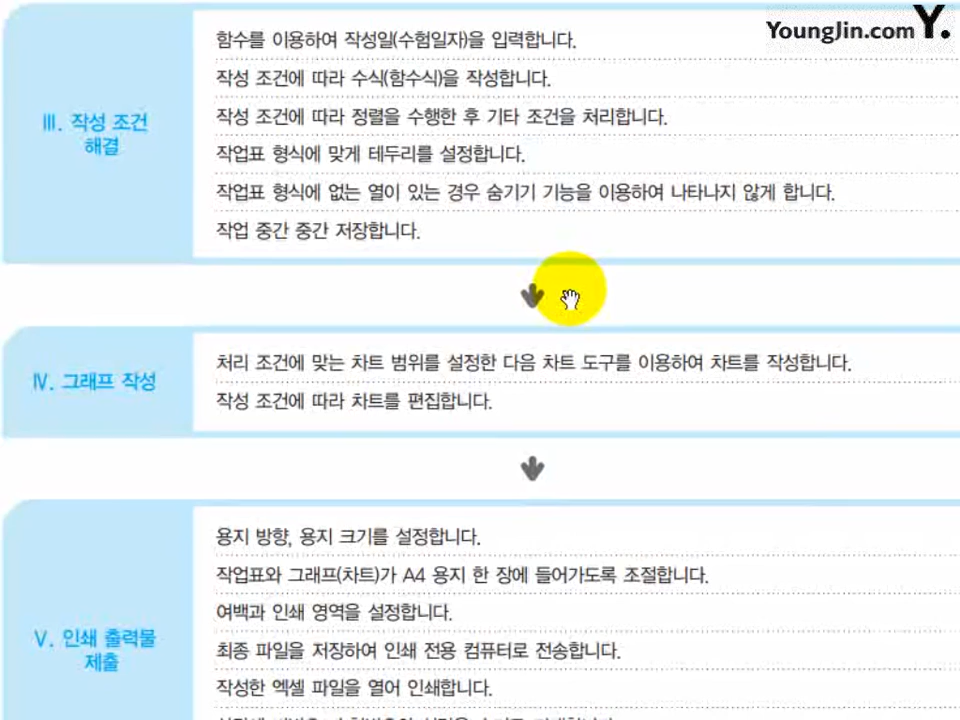 YoungJin.com Y.
함수를 이용하여 작성일(수험일자)을 입력합니다.
작성 조건에 따라 수식(함수식)을 작성합니다.
Ⅲ. 작성 조건
해결
작성 조건에 따라 정렬을 수행한 후 기타 조건을 처리합니다.
작업표 형식에 맞게 테두리를 설정합니다.
작업표 형식에 없는 열이 있는 경우 숨기기 기능을 이용하여 나타나지 않게 합니다.
작업 중간 중간 저장합니다.
Ⅳ. 그래프 작성
처리 조건에 맞는 차트 범위를 설정한 다음 차트 도구를 이용하여 차트를 작성합니다.
작성 조건에 따라 차트를 편집합니다.
Ⅴ. 인쇄 출력물
제출
용지 방향, 용지 크기를 설정합니다.
작업표와 그래프(차트)가 A4 용지 한 장에 들어가도록 조절합니다.
여백과 인쇄 영역을 설정합니다.
최종 파일을 저장하여 인쇄 전용 컴퓨터로 전송합니다.
작성한 엑셀 파일을 열어 인쇄합니다.